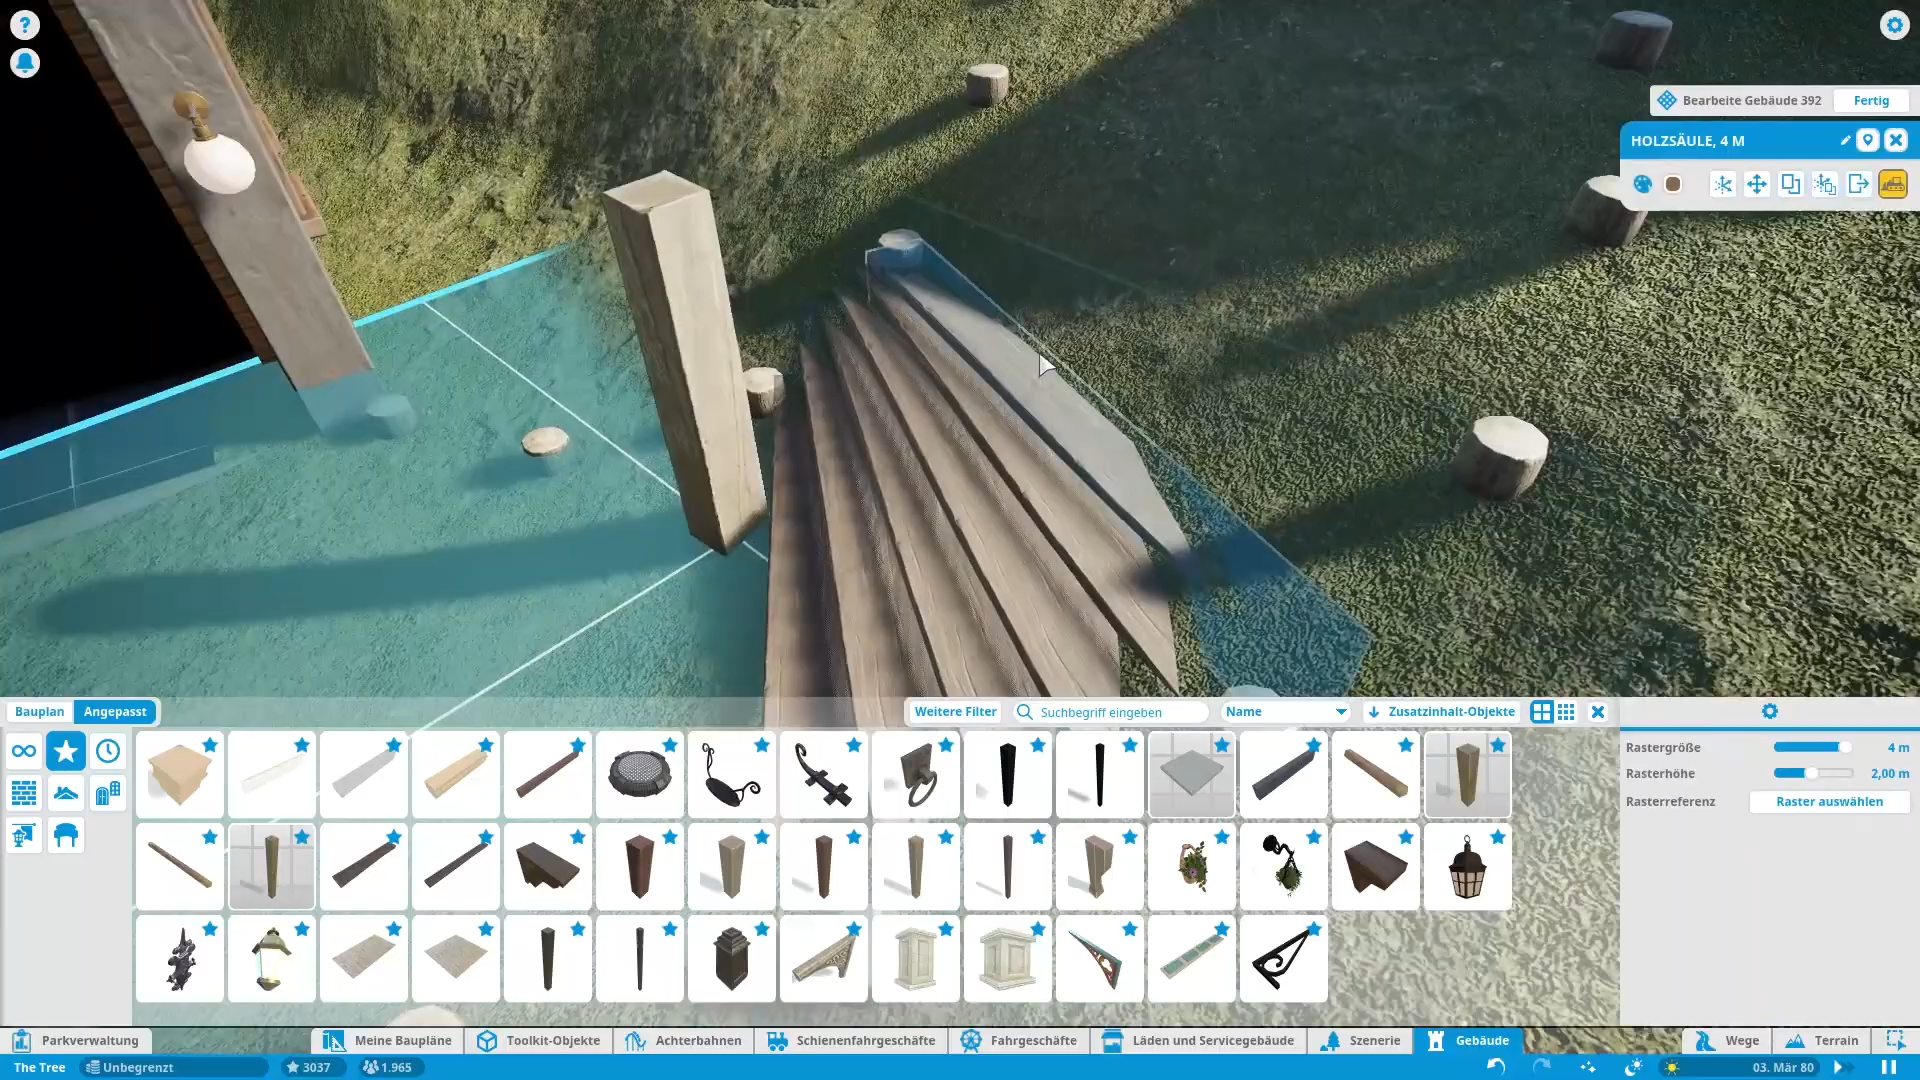 ?
Bearbeite Gebäude 392 Fertig
HOLZSÄULE, 4 M
Bauplan Angepasst Weitere Filter Suchbegriff eingeben Name Zusatzinhalt-Objekte
Rastergröße 4 m
Rasterhöhe 2,00 m
Rasterreferenz Raster auswählen
Parkverwaltung Meine Baupläne Toolkit-Objekte Achterbahnen Schienenfahrgeschäfte Fahrgeschäfte Läden und Servicegebäude Szenerie Gebäude Wege Terrain
The Tree Unbegrenzt 3037 1.965 03. Mär 80